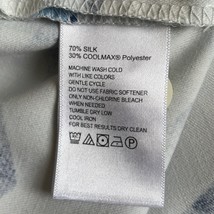 70% SILK
30% COOLMAX® Polyester
MACHINE WASH COLD
WITH LIKE COLORS
GENTLE CYCLE
DO NOT USE FABRIC SOFTENER
ONLY NON-CHLORINE BLEACH
WHEN NEEDED
TUMBLE DRY LOW
COOL IRON
FOR BEST RESULTS DRY CLEAN